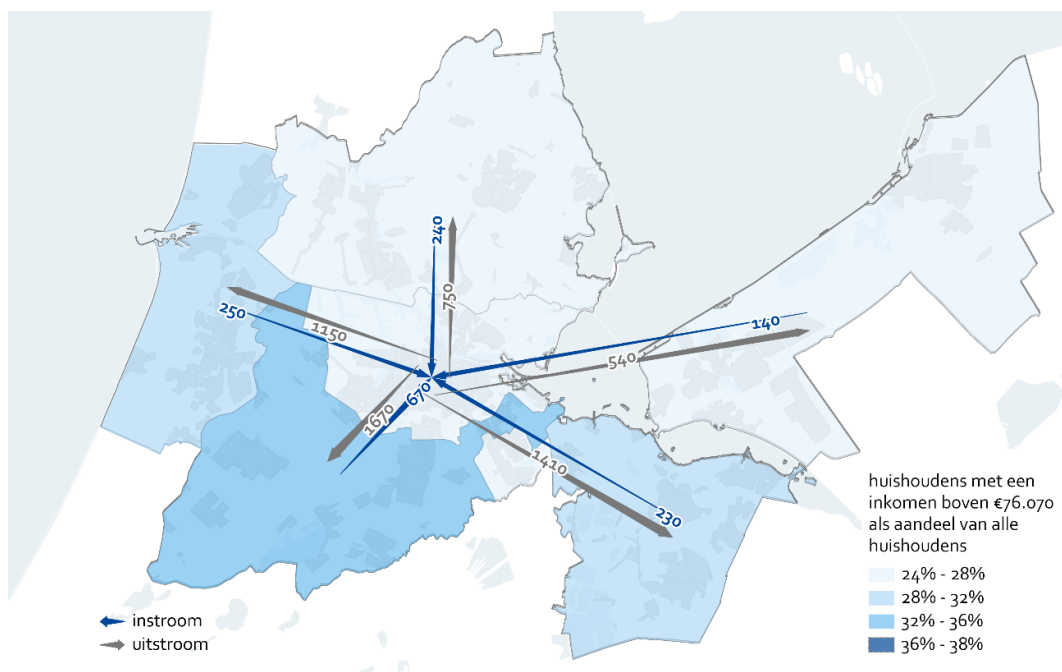 240
750
250
1150
140
540
670
1670
1410
230
huishoudens met een
inkomen boven €76.070
als aandeel van alle
huishoudens
24% - 28%
28% - 32%
32% - 36%
36% - 38%
instroom
uitstroom